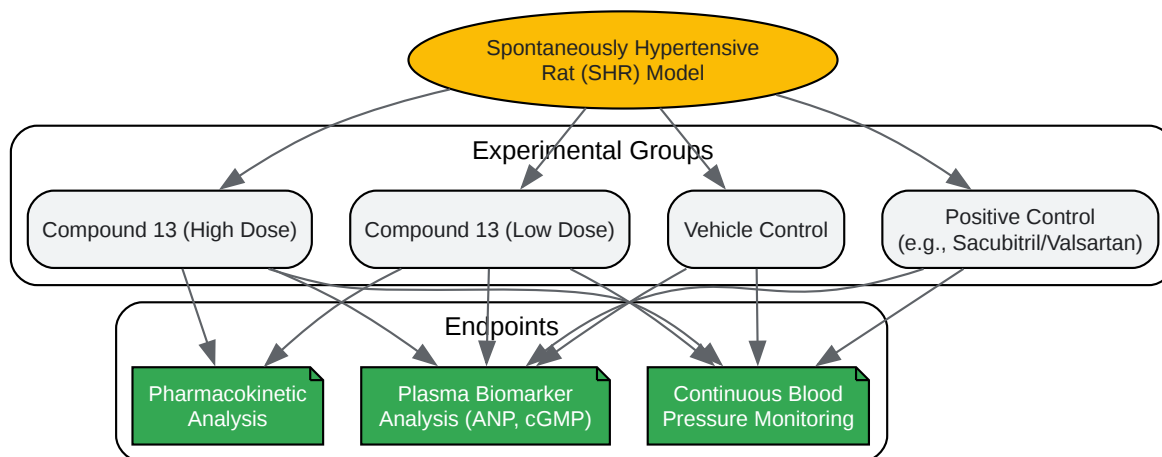 Spontaneously Hypertensive
Rat (SHR) Model
Experimental Groups
Compound 13 (High Dose)
Compound 13 (Low Dose)
Vehicle Control
Positive Control
(e.g., Sacubitril/Valsartan)
Endpoints
Pharmacokinetic
Analysis
Plasma Biomarker
Analysis (ANP, cGMP)
Continuous Blood
Pressure Monitoring